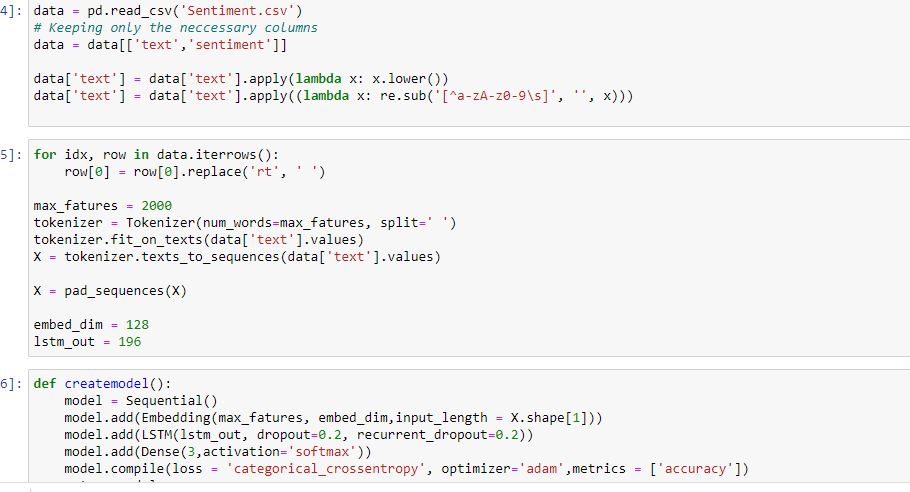 4]: data = pd.read_csv('Sentiment.csv')
# Keeping only the neccessary columns
data = data[['text','sentiment']]
data['text'] = data['text'].apply(lambda x: x.lower())
data['text'] = data['text'].apply((lambda x: re.sub('[^a-zA-z0-9\s]', '', x)))
5]: for idx, row in data.iterrows():
row[0] = row[0].replace('rt', ' ')
max_fatures = 2000
tokenizer = Tokenizer(num_words=max_fatures, split=' ')
tokenizer.fit_on_texts(data['text'].values)
X = tokenizer.texts_to_sequences(data['text'].values)
X = pad_sequences(X)
embed_dim = 128
lstm_out = 196
6]: def createmodel():
model = Sequential()
model.add(Embedding(max_fatures, embed_dim,input_length = X.shape[1]))
model.add(LSTM(lstm_out, dropout=0.2, recurrent_dropout=0.2))
model.add(Dense(3,activation='softmax'))
model.compile(loss = 'categorical_crossentropy', optimizer='adam',metrics = ['accuracy'])